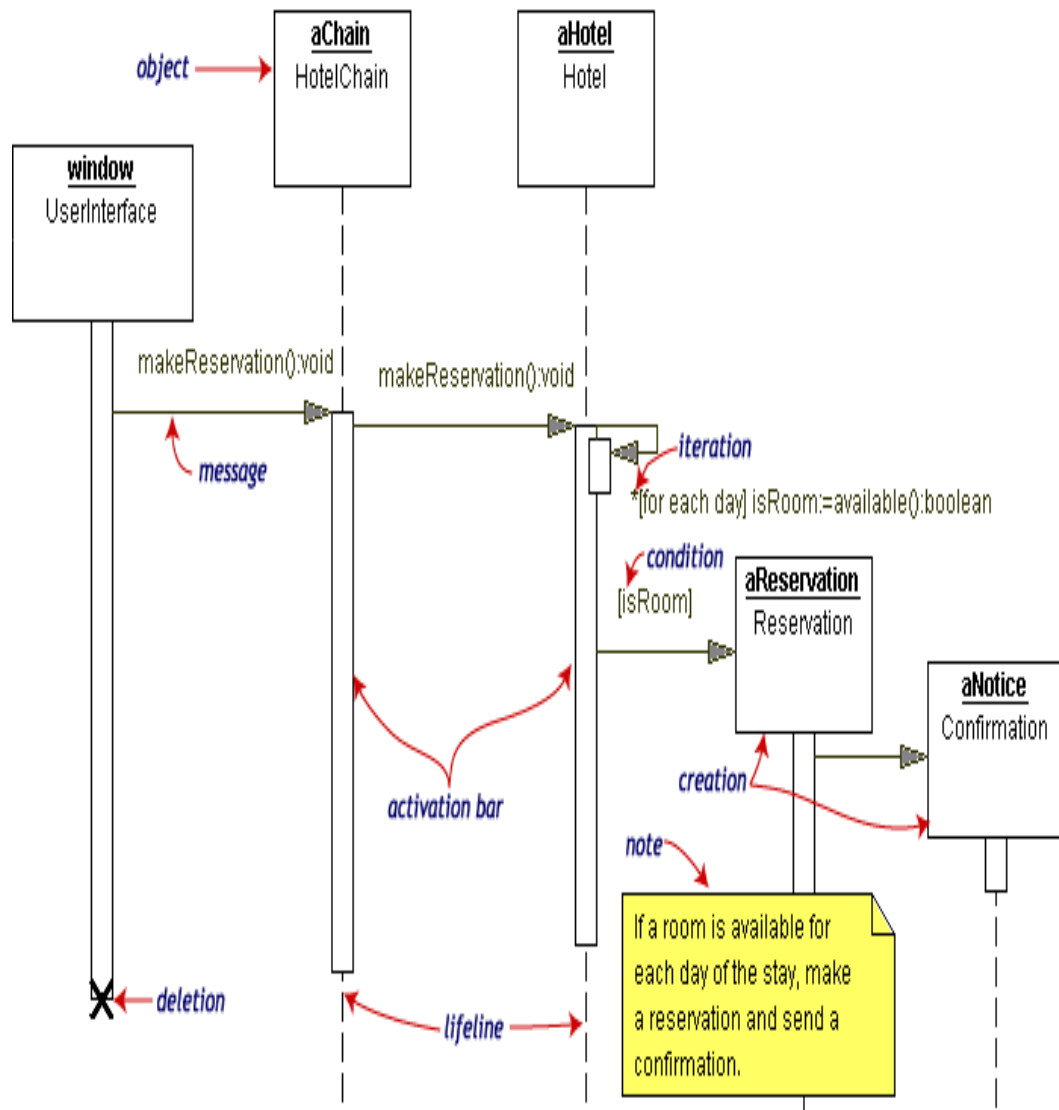 aChain
HotelChain
aHotel
Hotel
object
window
UserInterface
makeReservation():void
makeReservation():void
message
iteration
*[for each day] isRoom:=available():boolean
condition
[isRoom]
aReservation
Reservation
aNotice
Confirmation
activation bar
creation
note
If a room is available for
each day of the stay, make
a reservation and send a
confirmation.
deletion
lifeline